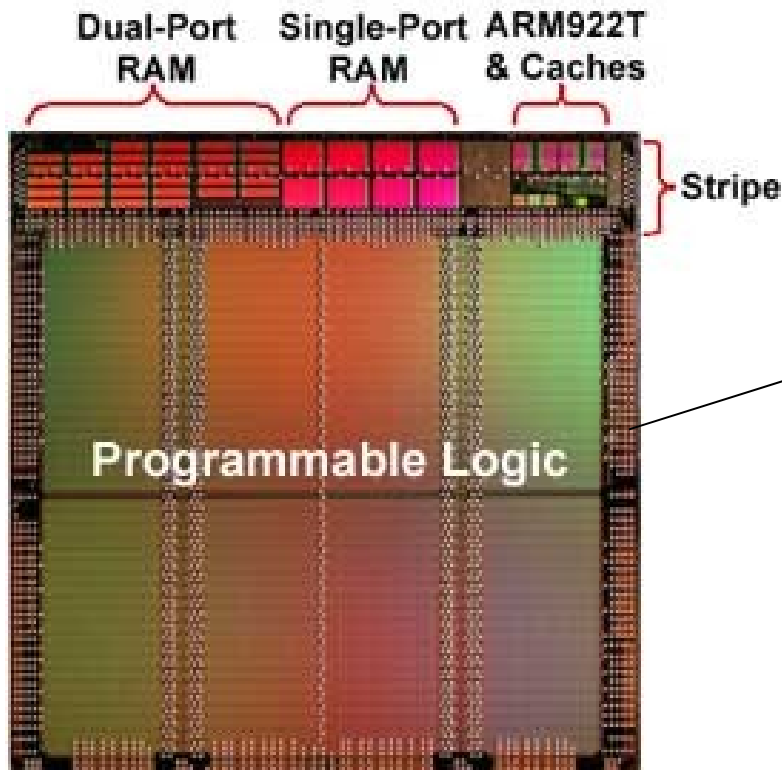 Dual-Port
RAM
Single-Port
RAM
ARM922T
& Caches
Stripe
Programmable Logic